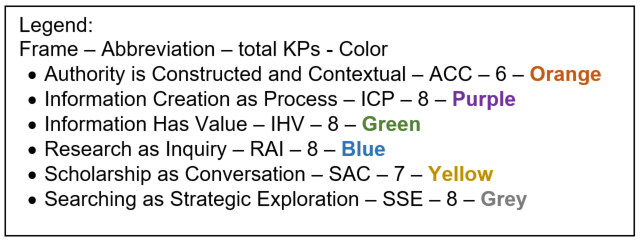 Legend:
Frame – Abbreviation – total KPs - Color
• Authority is Constructed and Contextual – ACC – 6 – Orange
• Information Creation as Process – ICP – 8 – Purple
• Information Has Value – IHV – 8 – Green
• Research as Inquiry – RAI – 8 – Blue
• Scholarship as Conversation – SAC – 7 – Yellow
• Searching as Strategic Exploration – SSE – 8 – Grey